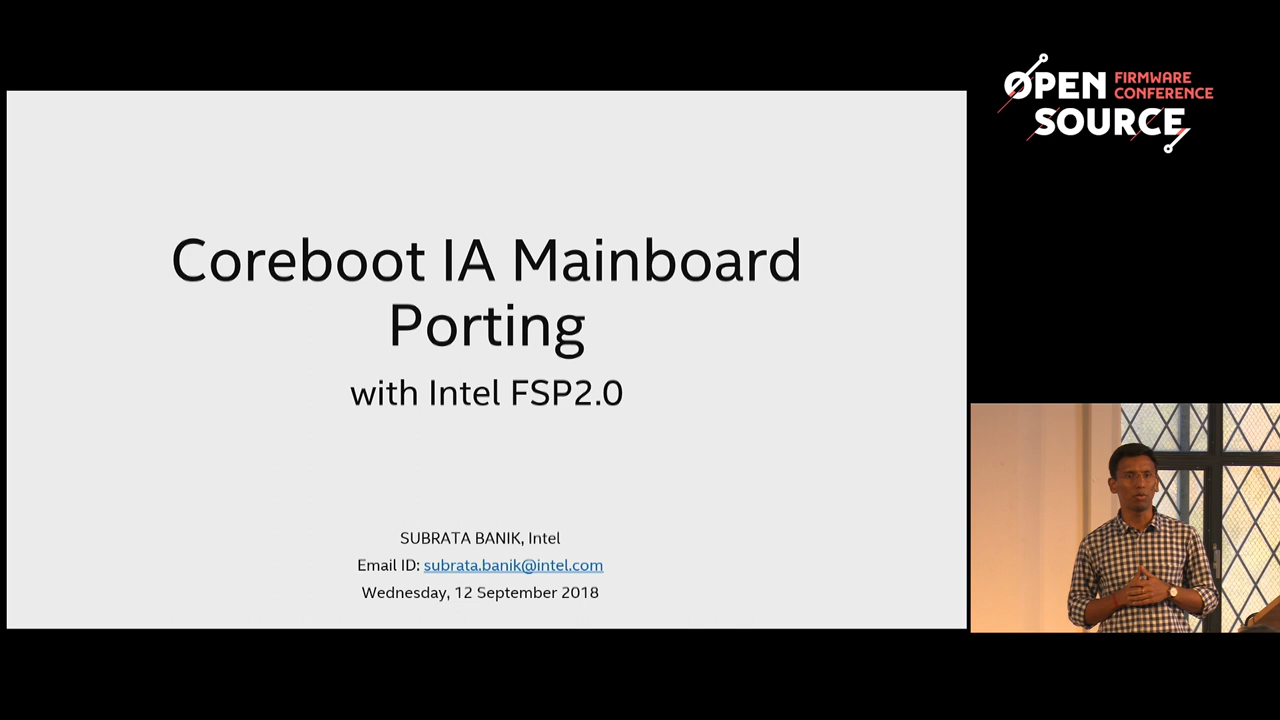 OPEN FIRMWARE
CONFERENCE
SOURCE
Coreboot IA Mainboard
Porting
with Intel FSP2.0
SUBRATA BANIK, Intel
Email ID: subrata.banik@intel.com
Wednesday, 12 September 2018